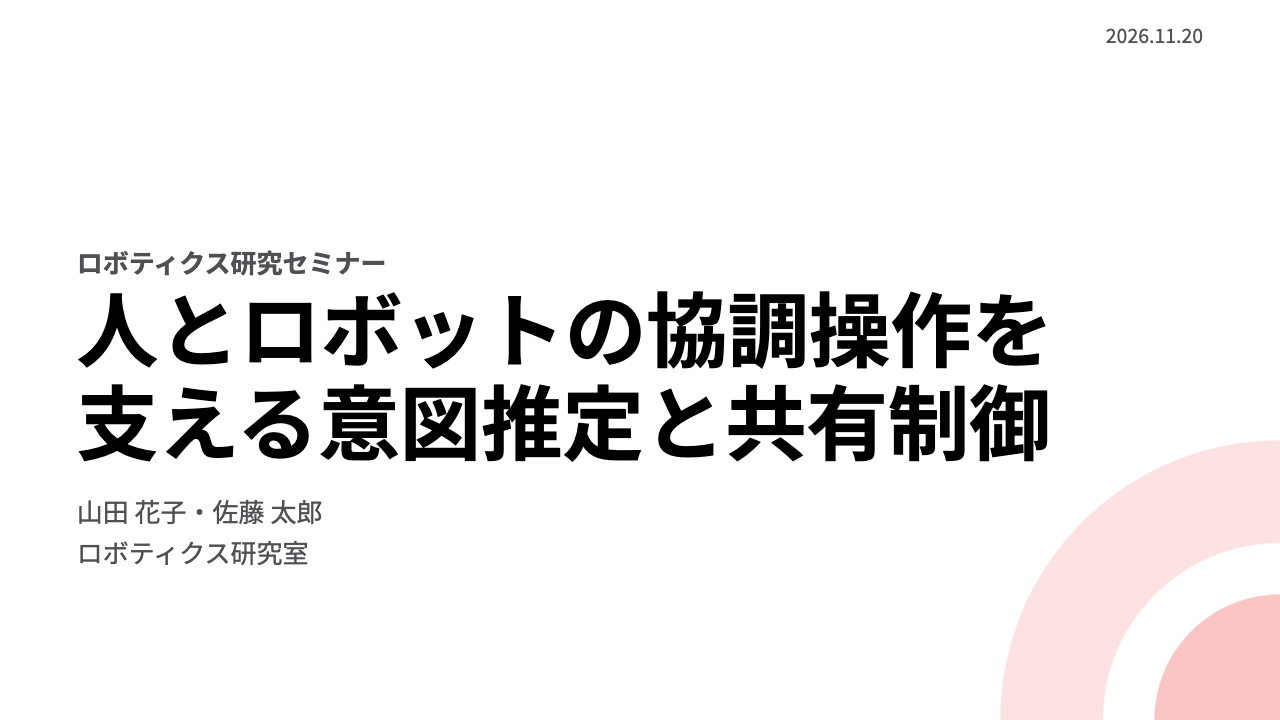 2026.11.20
ロボティクス研究セミナー
人とロボットの協調操作を
支える意図推定と共有制御
山田 花子・佐藤 太郎
ロボティクス研究室